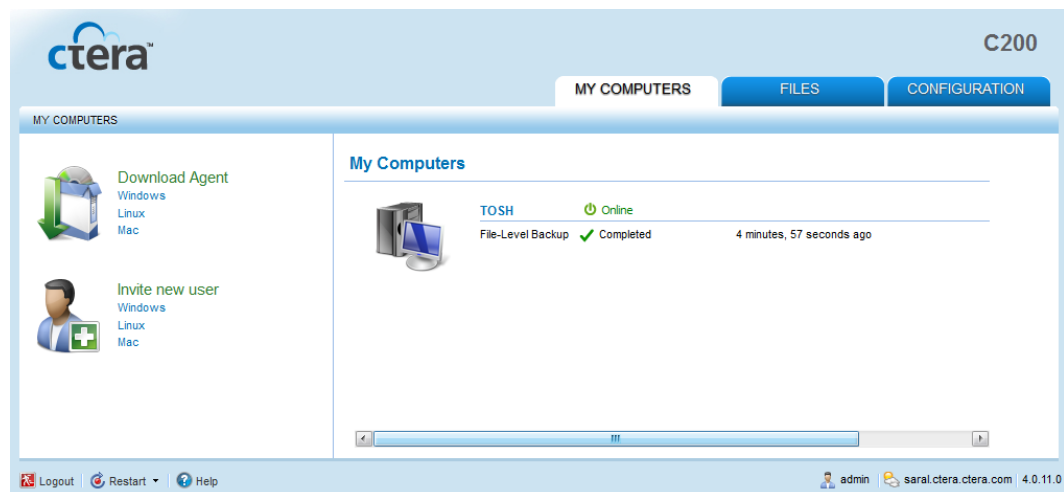 ctera™
C200
MY COMPUTERS
FILES
CONFIGURATION
MY COMPUTERS
Download Agent
Windows
Linux
Mac
Invite new user
Windows
Linux
Mac
My Computers
TOSH Online
File-Level Backup Completed 4 minutes, 57 seconds ago
Logout Restart Help admin saral.ctera.ctera.com 4.0.11.0